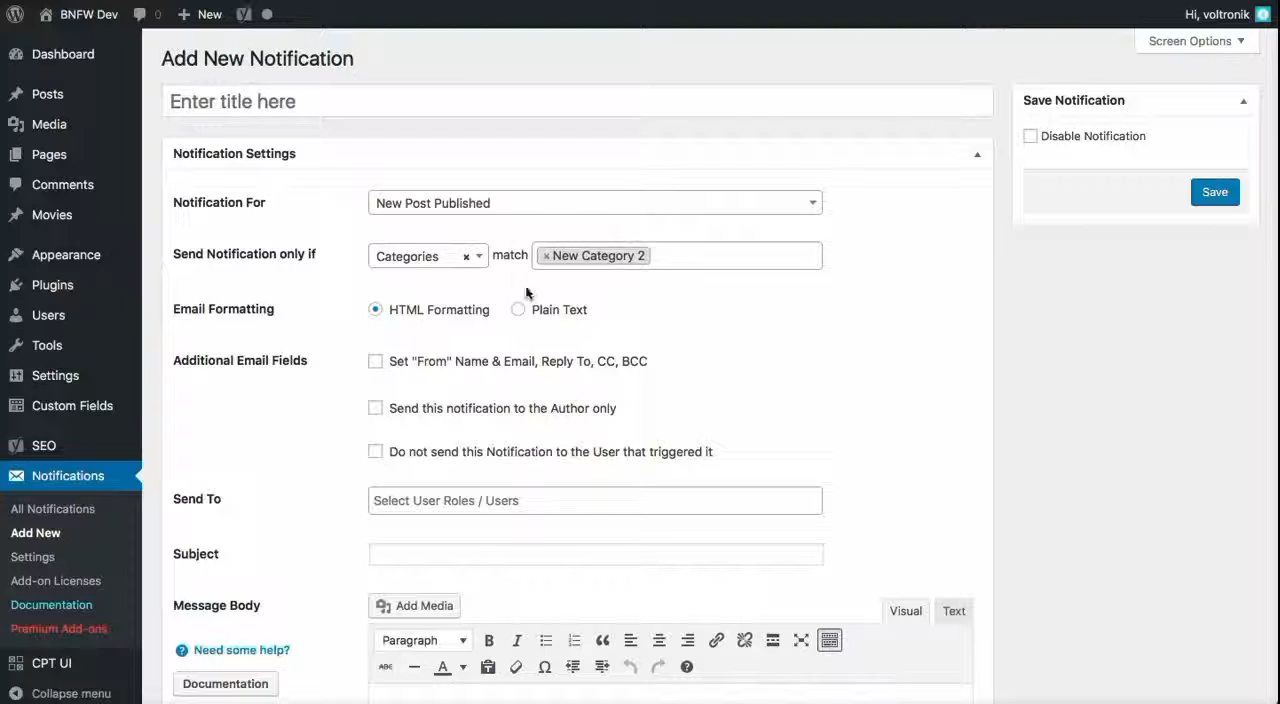 BNFW Dev 0 New Hi, voltronik
Screen Options
Dashboard
Posts
Media
Pages
Comments
Movies
Appearance
Plugins
Users
Tools
Settings
Custom Fields
SEO
Notifications
All Notifications
Add New
Settings
Add-on Licenses
Documentation
Premium Add-ons
CPT UI
Collapse menu
Add New Notification
Enter title here
Notification Settings
Notification For New Post Published
Send Notification only if Categories × match × New Category 2
Email Formatting HTML Formatting Plain Text
Additional Email Fields Set "From" Name & Email, Reply To, CC, BCC
Send this notification to the Author only
Do not send this Notification to the User that triggered it
Send To Select User Roles / Users
Subject
Message Body Add Media Visual Text
Need some help?
Documentation
Paragraph B I
ABC A
Save Notification
Disable Notification
Save